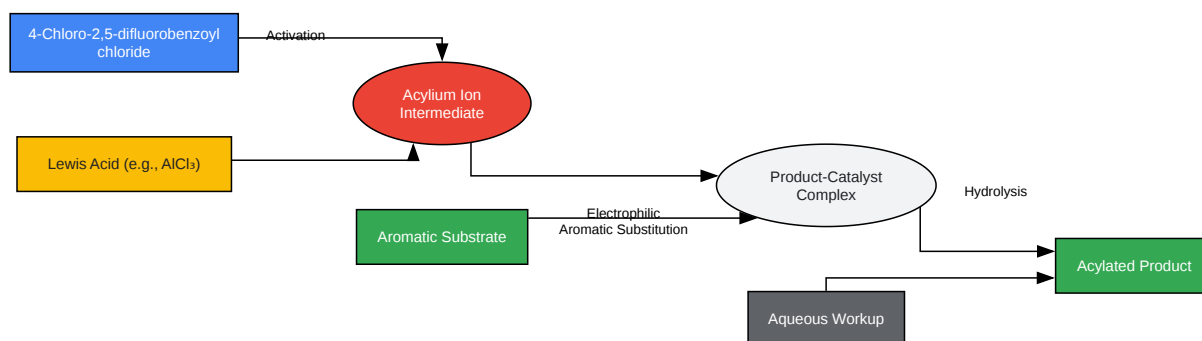 4-Chloro-2,5-difluorobenzoyl
chloride
Activation
Acylium Ion
Intermediate
Lewis Acid (e.g., AlCl₃)
Product-Catalyst
Complex
Hydrolysis
Electrophilic
Aromatic Substitution
Aromatic Substrate
Acylated Product
Aqueous Workup